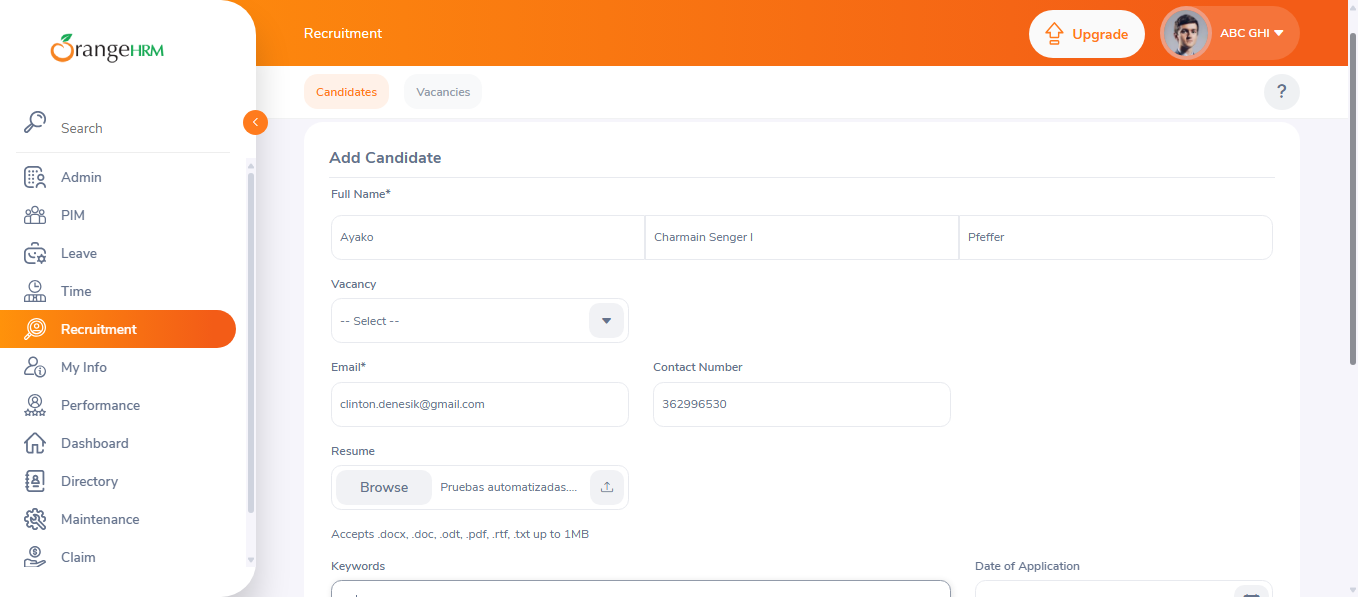 OrangeHRM
Recruitment
Upgrade
ABC GHI
Candidates
Vacancies
?
Search
Admin
PIM
Leave
Time
Recruitment
My Info
Performance
Dashboard
Directory
Maintenance
Claim
Add Candidate
Full Name*
Ayako
Charmain Senger I
Pfeffer
Vacancy
-- Select --
Email*
Contact Number
clinton.denesik@gmail.com
362996530
Resume
Browse
Pruebas automatizadas....
Accepts .docx, .doc, .odt, .pdf, .rtf, .txt up to 1MB
Keywords
Date of Application